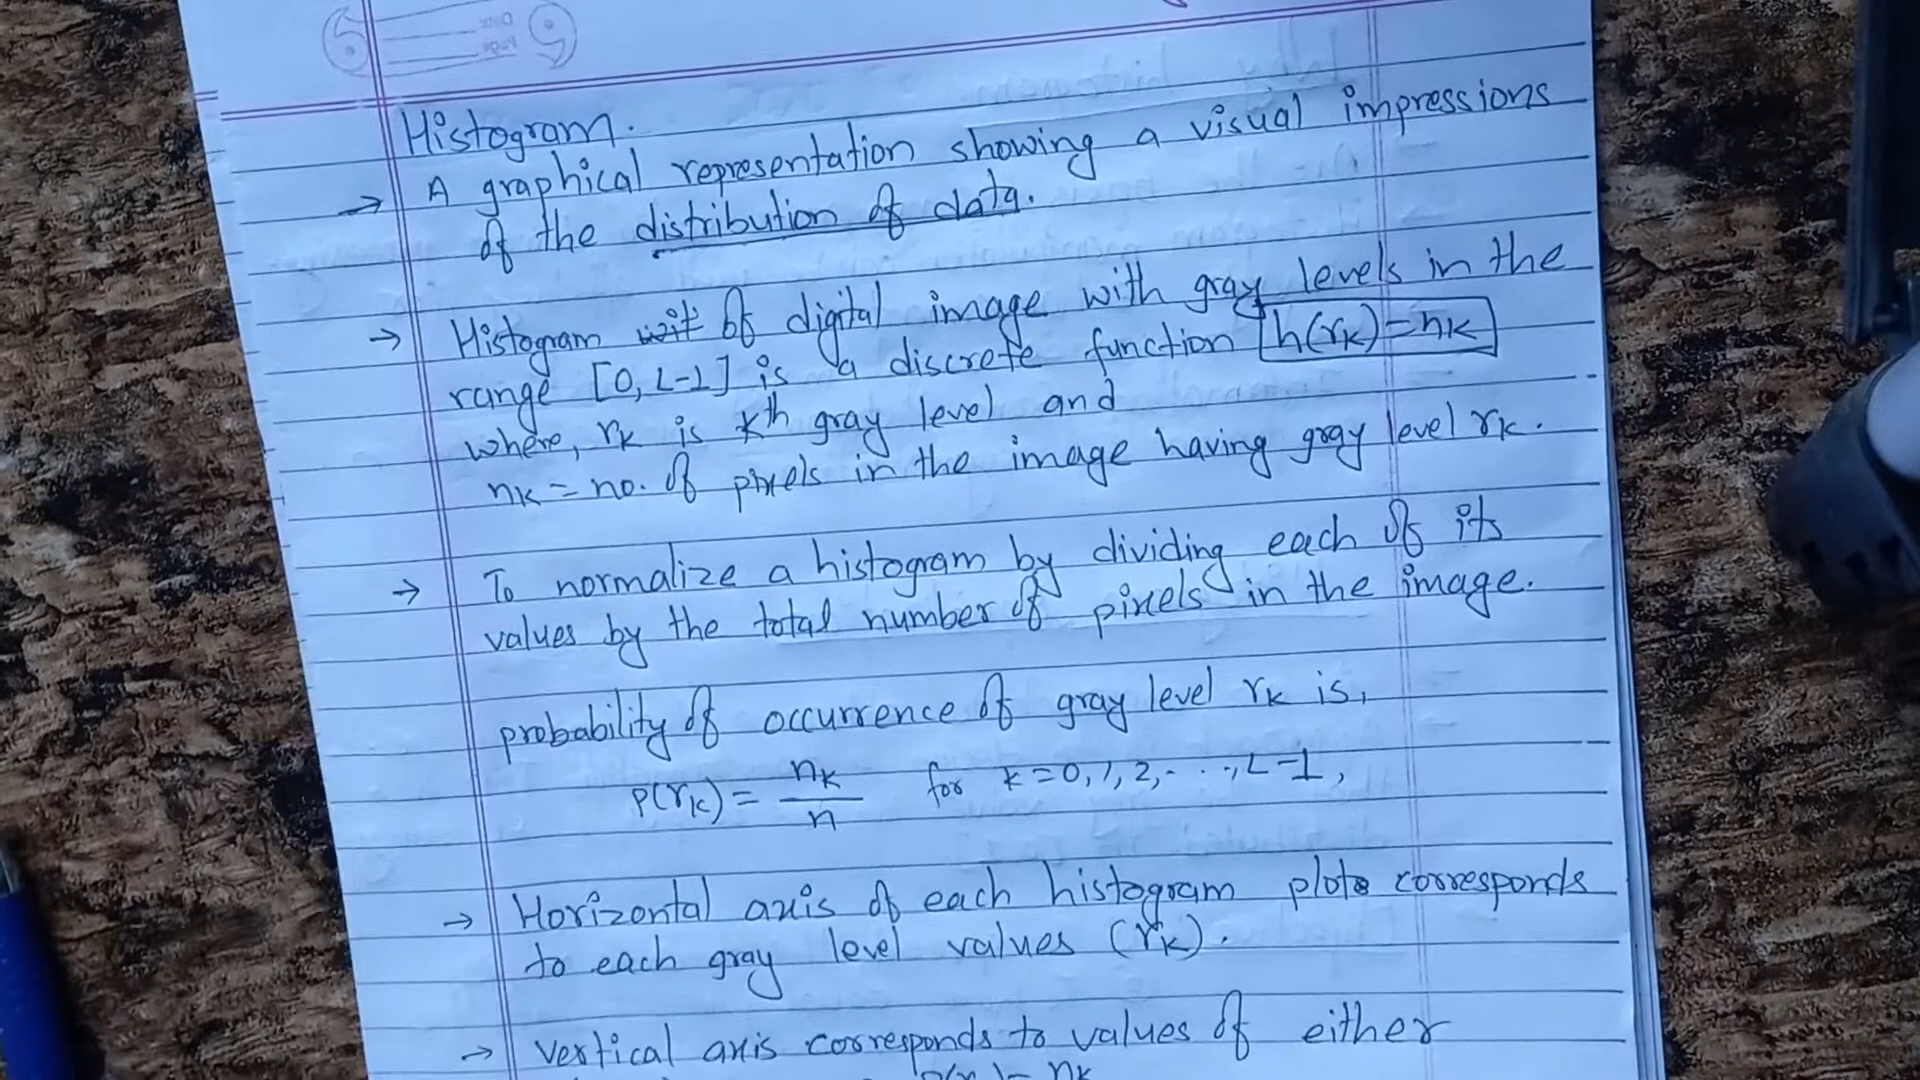 Histogram.
→ A graphical representation showing a visual impressions
of the distribution of data.
→ Histogram of digital image with gray levels in the
range [0, L-1] is a discrete function h(rk) = nk
where, rk is kth gray level and
nk = no. of pixels in the image having gray level rk.
→ To normalize a histogram by dividing each of its
values by the total number of pixels in the image.
probability of occurrence of gray level rk is,
p(rk) = nk / n for k = 0, 1, 2, - - -, L-1,
→ Horizontal axis of each histogram plots corresponds
to each gray level values (rk).
→ Vertical axis corresponds to values of either